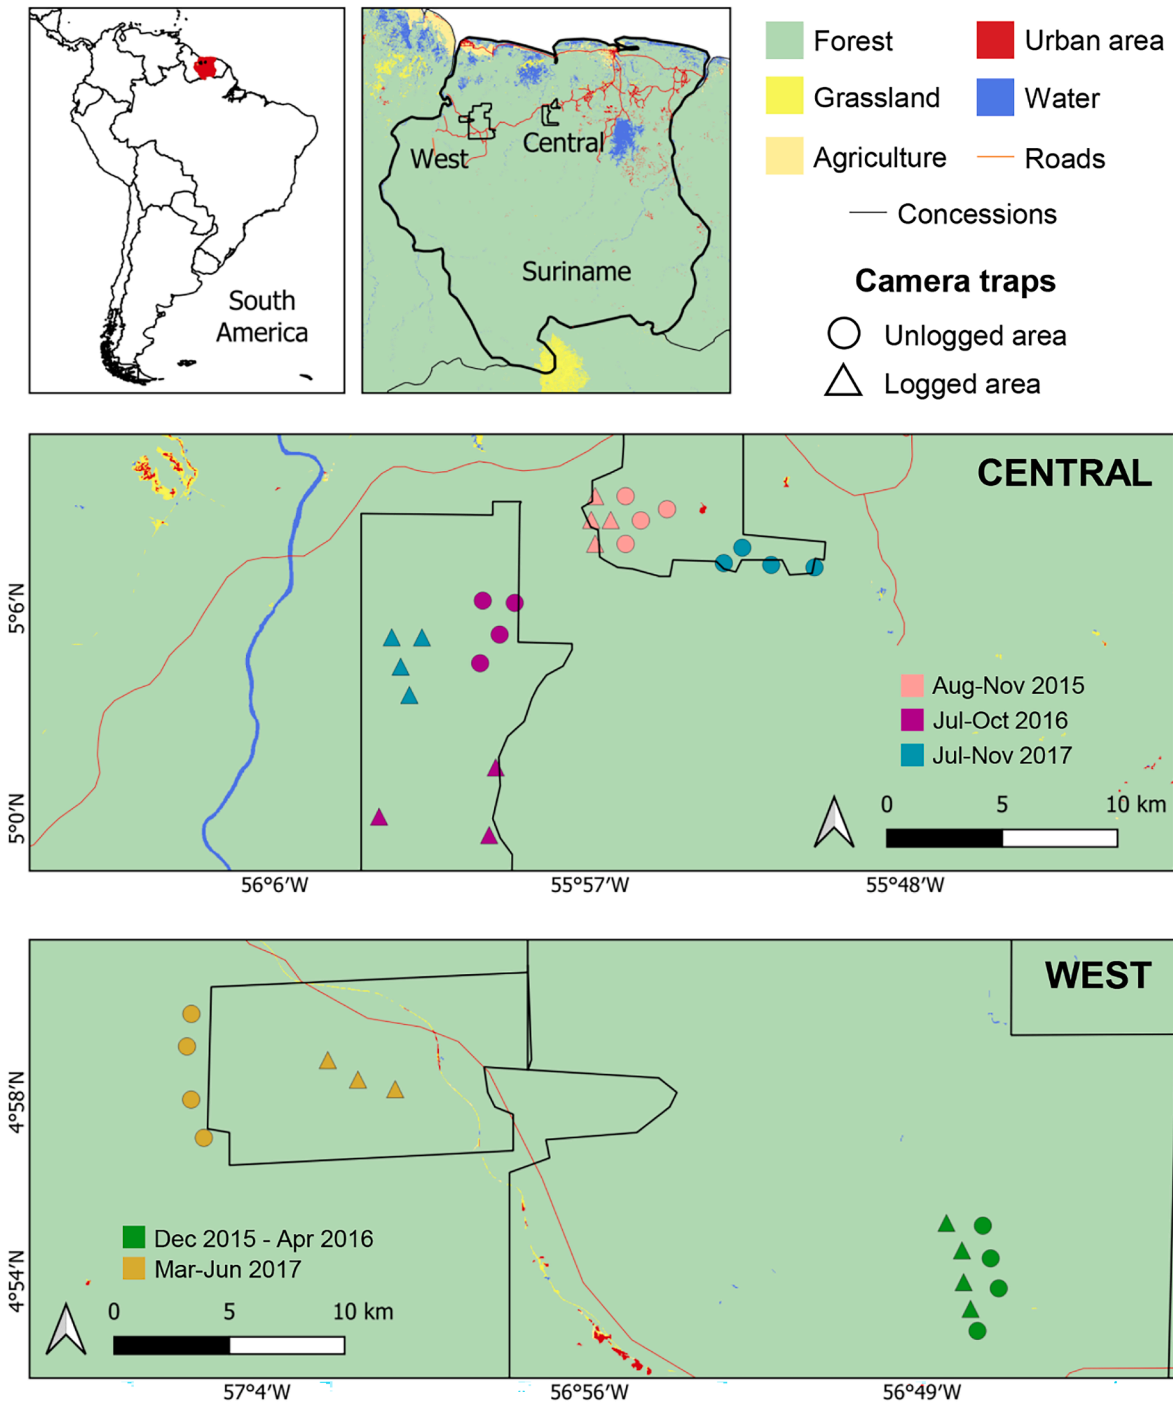 South
America
West
Central
Suriname
Forest
Grassland
Agriculture
Urban area
Water
Roads
Concessions
Camera traps
Unlogged area
Logged area
CENTRAL
5°6′N
5°0′N
Aug-Nov 2015
Jul-Oct 2016
Jul-Nov 2017
0 5 10 km
56°6′W 55°57′W 55°48′W
WEST
4°58′N
4°54′N
Dec 2015 - Apr 2016
Mar-Jun 2017
0 5 10 km
57°4′W 56°56′W 56°49′W